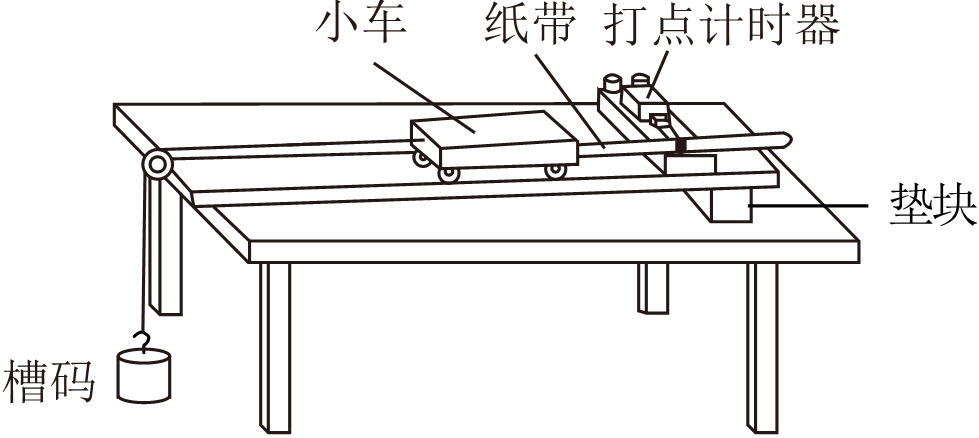 小车 纸带 打点计时器
垫块
槽码